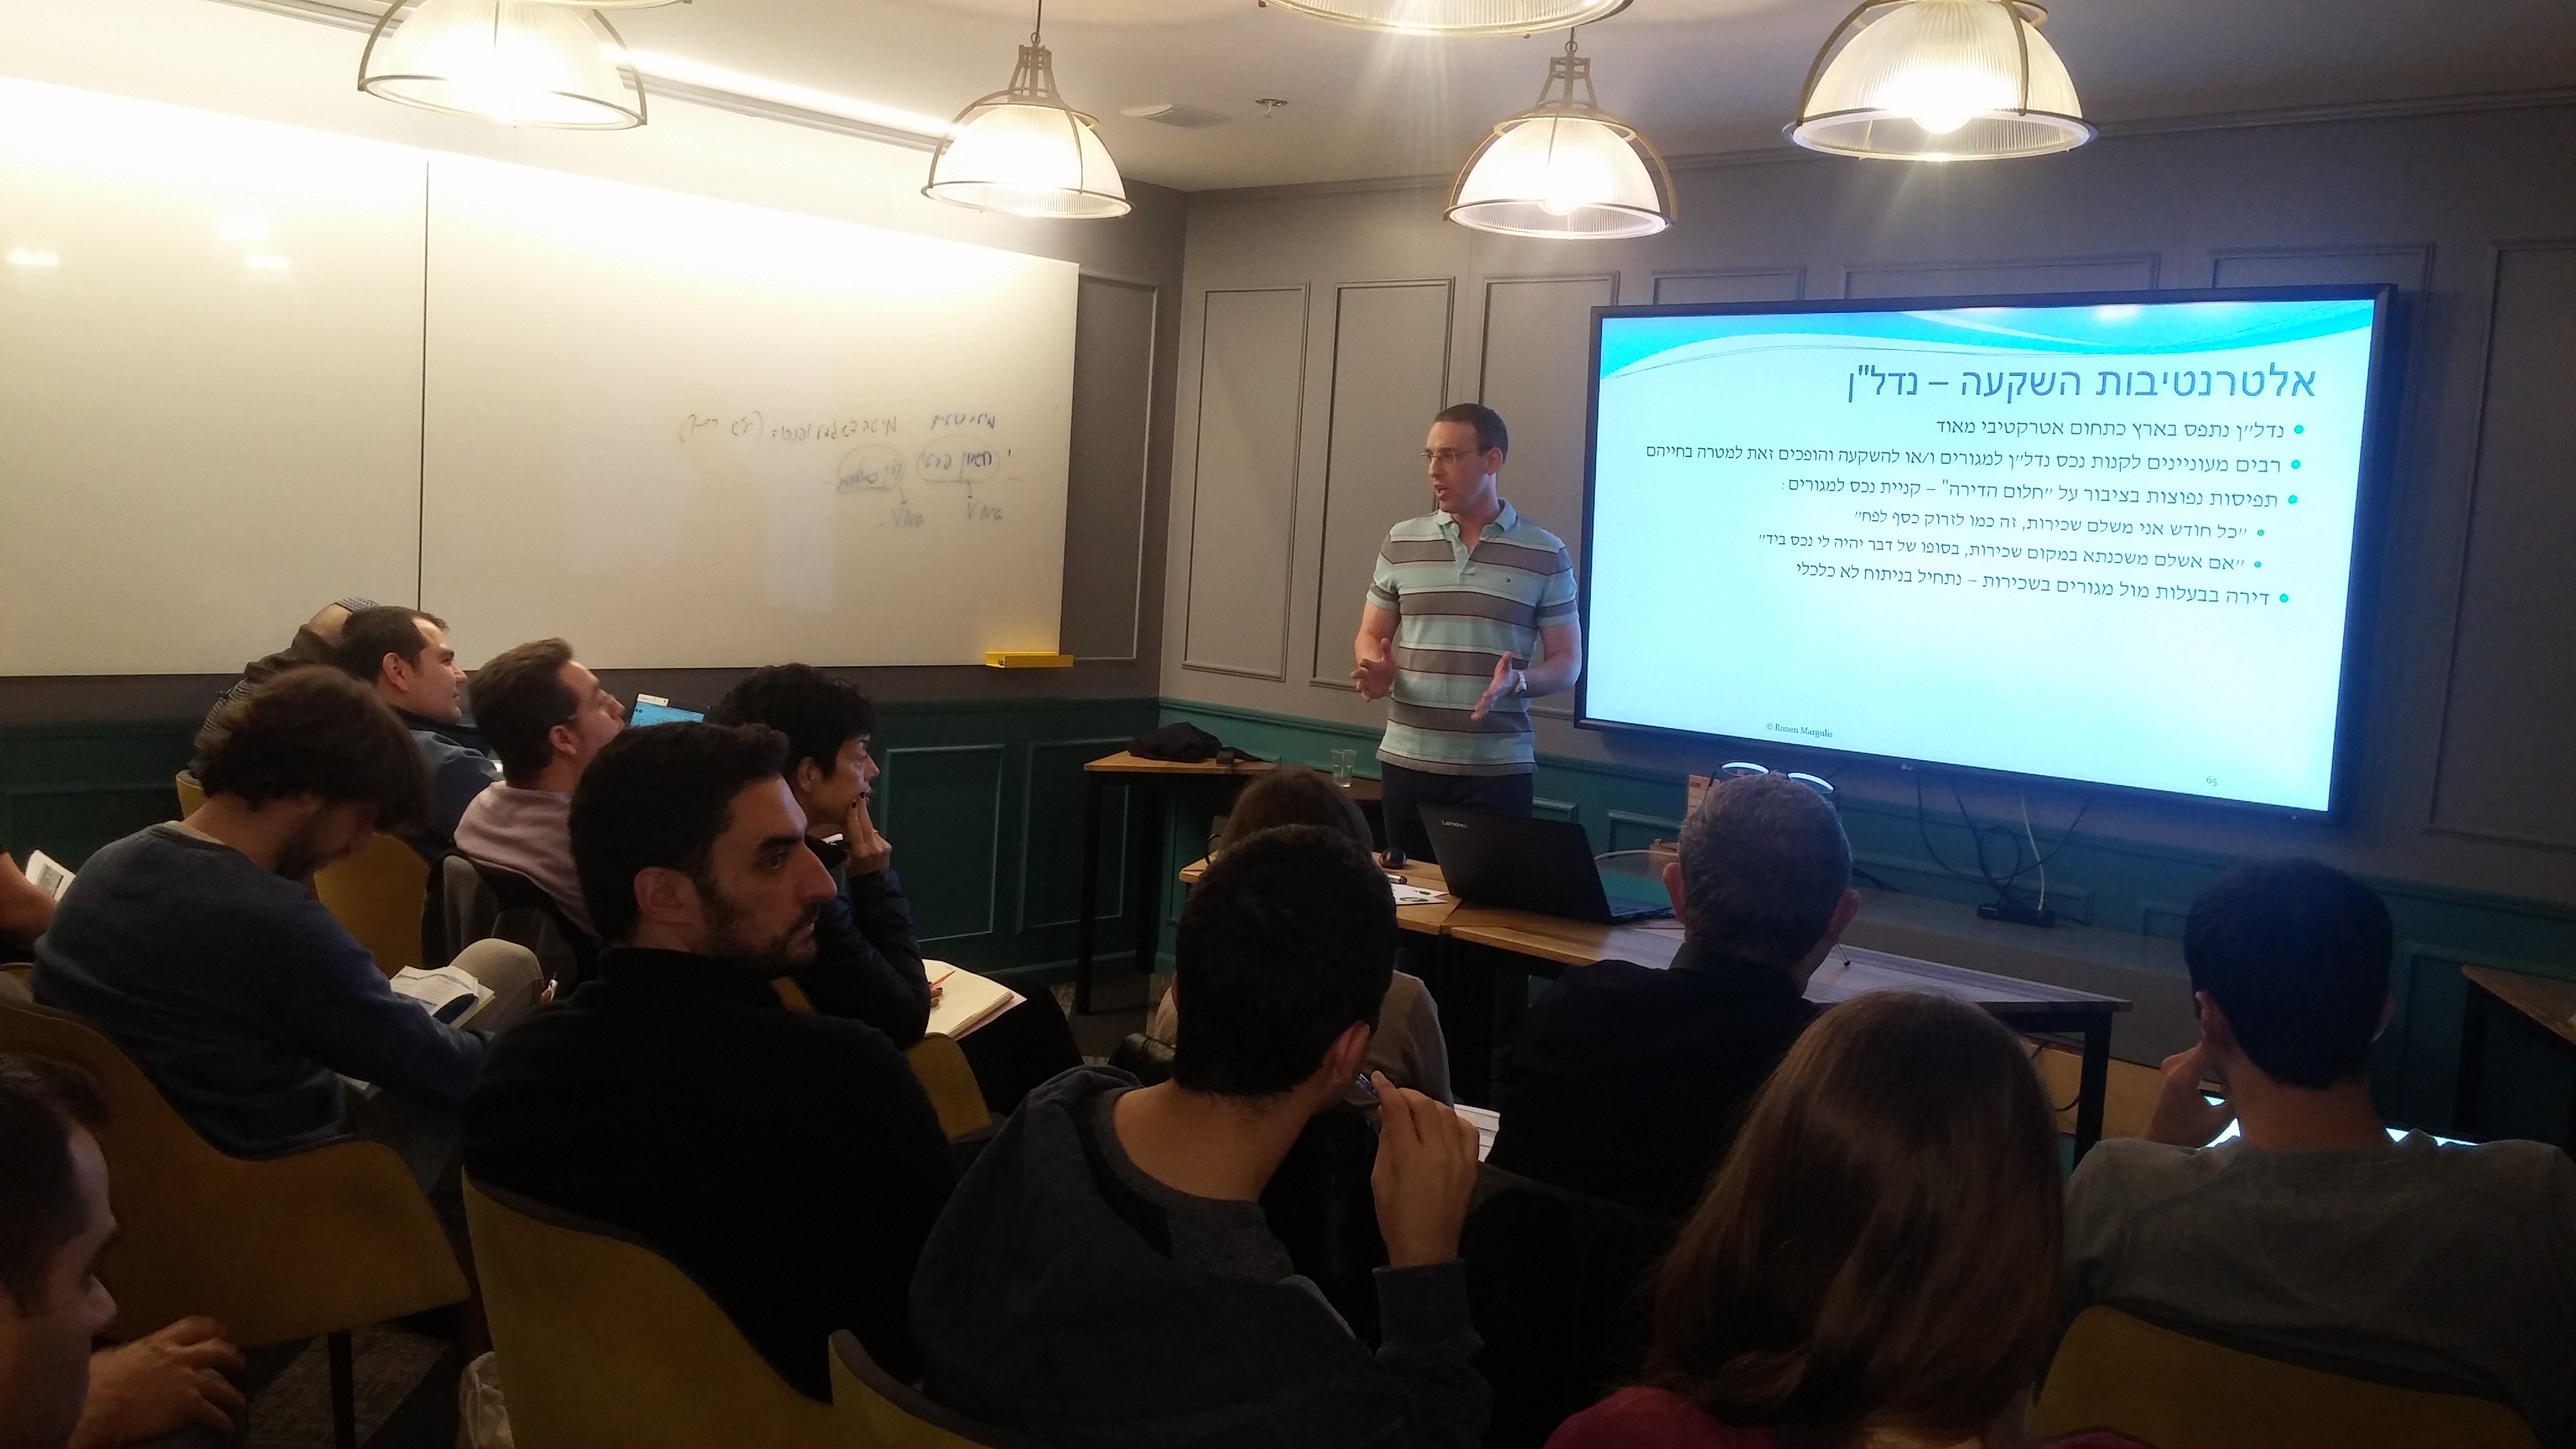 אלטרנטיבות השקעה – נדל"ן
נדל"ן נתפס בארץ כתחום אטרקטיבי מאוד
רבים מעוניינים לקנות נכס נדל"ן למגורים ו/או להשקעה והופכים זאת למטרה בחייהם
תפיסות נפוצות בציבור על "חלום הדירה" – קניית נכס למגורים:
"כל חודש אני משלם שכירות, זה כמו לזרוק כסף לפח"
"אם אשלם משכנתא במקום שכירות, בסופו של דבר יהיה לי נכס ביד"
דירה בבעלות מול מגורים בשכירות – נתחיל בניתוח לא כלכלי
© Ronen Margulis
65
lenovo
LG
פרטי